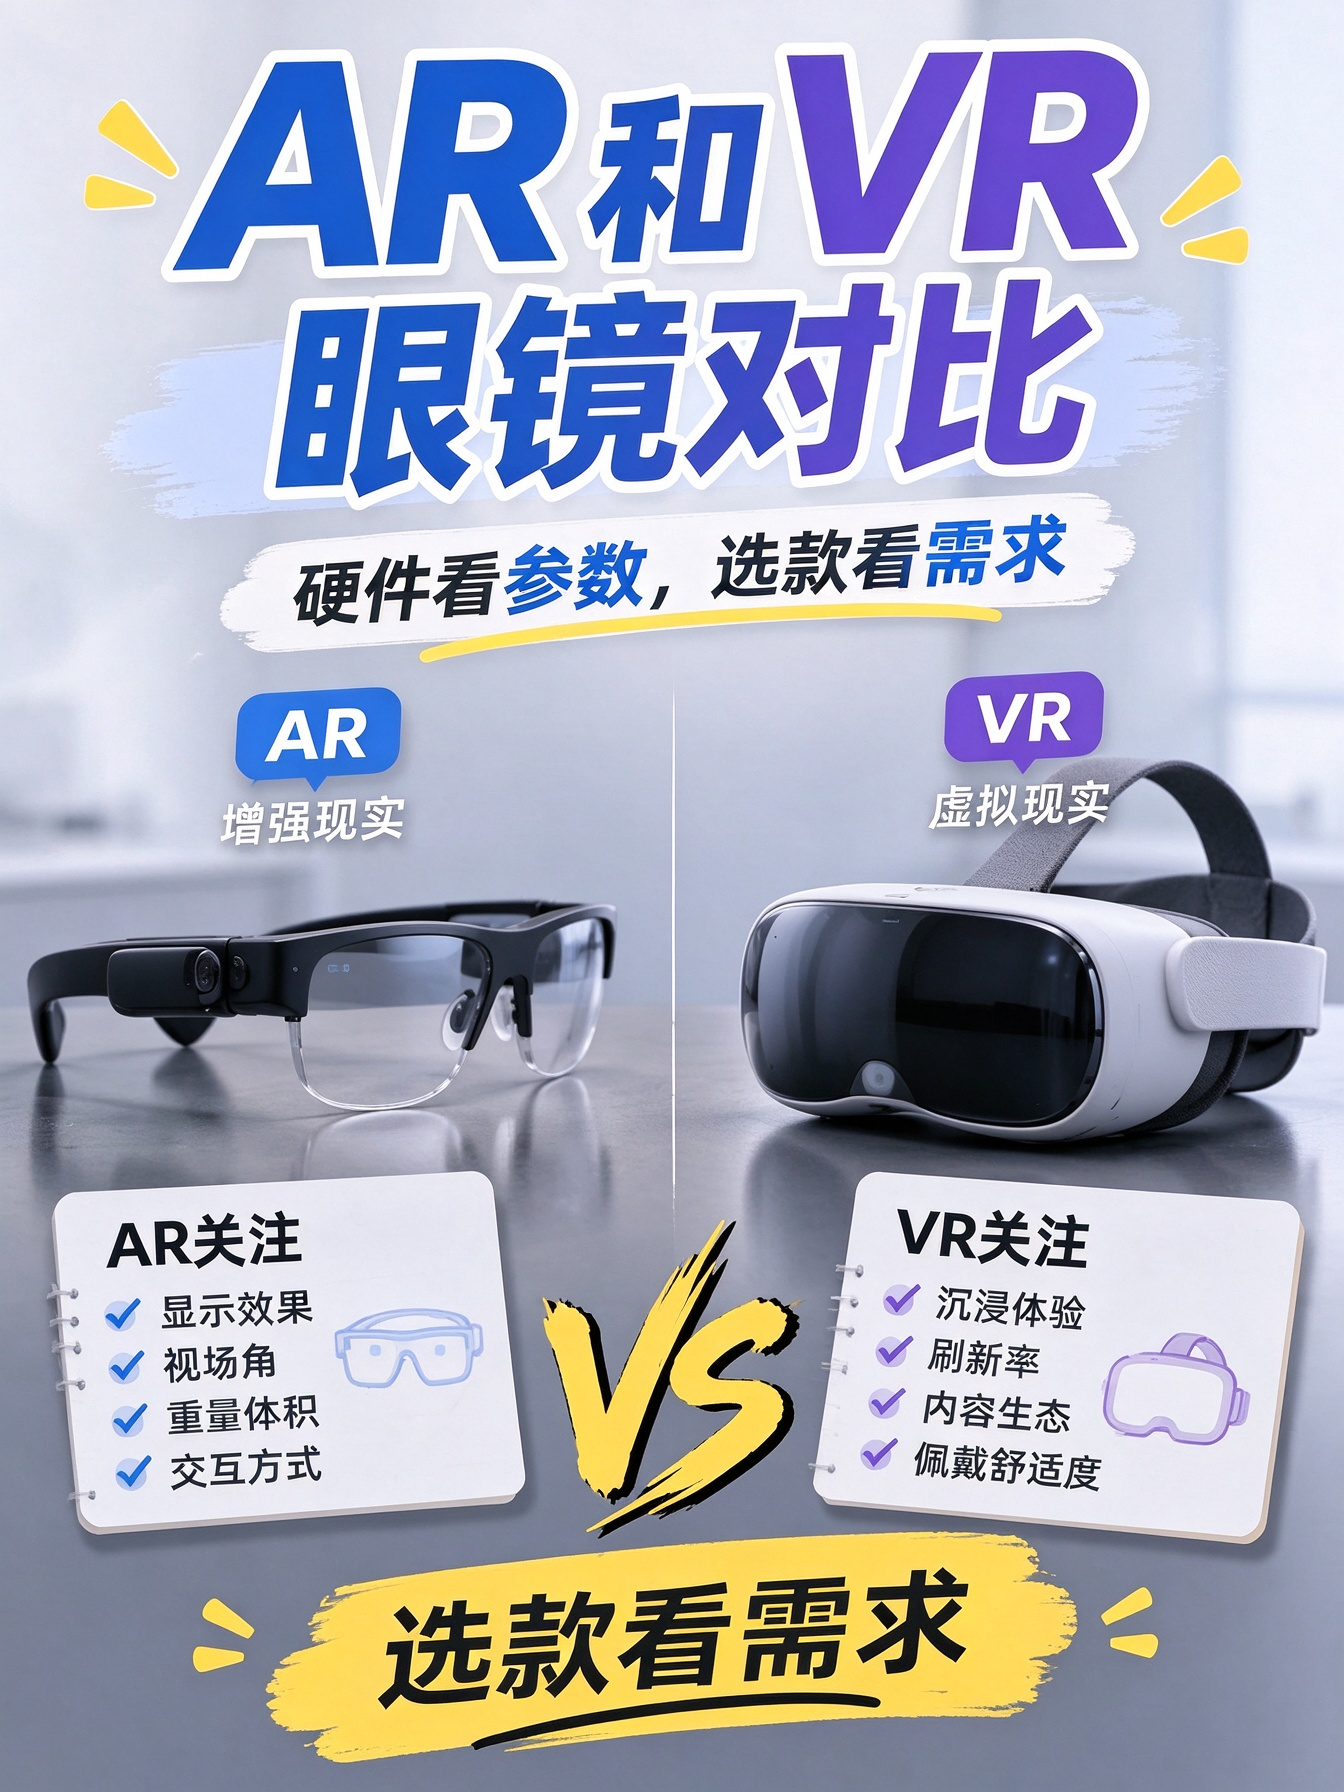 AR和VR
眼镜对比
硬件看参数，选款看需求
AR
增强现实
VR
虚拟现实
AR关注
显示效果
视场角
重量体积
交互方式
VS
VR关注
沉浸体验
刷新率
内容生态
佩戴舒适度
选款看需求